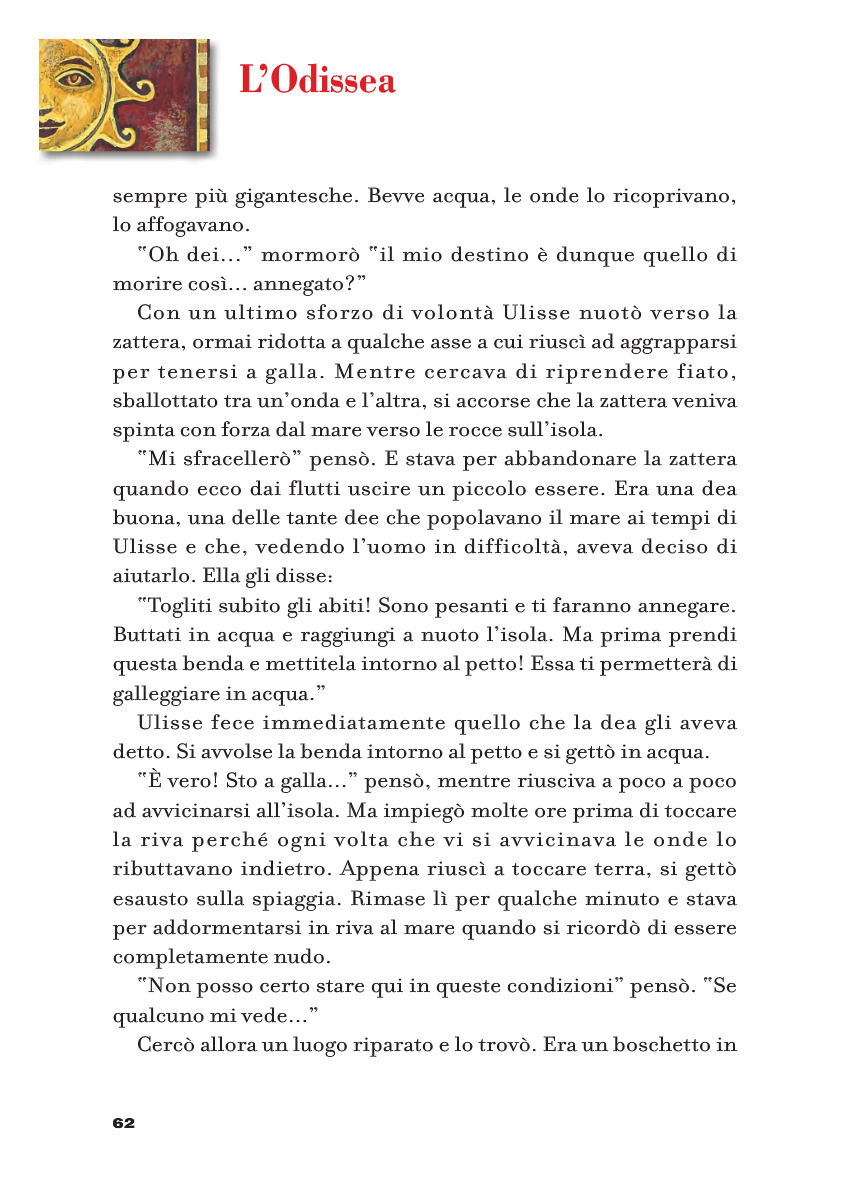 L’Odissea
sempre più gigantesche. Bevve acqua, le onde lo ricoprivano,
lo affogavano.
“Oh dei...” mormorò “il mio destino è dunque quello di
morire così... annegato?”
Con un ultimo sforzo di volontà Ulisse nuotò verso la
zattera, ormai ridotta a qualche asse a cui riuscì ad aggrapparsi
per tenersi a galla. Mentre cercava di riprendere fiato,
sballottato tra un’onda e l’altra, si accorse che la zattera veniva
spinta con forza dal mare verso le rocce sull’isola.
“Mi sfracellerò” pensò. E stava per abbandonare la zattera
quando ecco dai flutti uscire un piccolo essere. Era una dea
buona, una delle tante dee che popolavano il mare ai tempi di
Ulisse e che, vedendo l’uomo in difficoltà, aveva deciso di
aiutarlo. Ella gli disse:
“Togliti subito gli abiti! Sono pesanti e ti faranno annegare.
Buttati in acqua e raggiungi a nuoto l’isola. Ma prima prendi
questa benda e mettitela intorno al petto! Essa ti permetterà di
galleggiare in acqua.”
Ulisse fece immediatamente quello che la dea gli aveva
detto. Si avvolse la benda intorno al petto e si gettò in acqua.
“È vero! Sto a galla...” pensò, mentre riusciva a poco a poco
ad avvicinarsi all’isola. Ma impiegò molte ore prima di toccare
la riva perché ogni volta che vi si avvicinava le onde lo
ributtavano indietro. Appena riuscì a toccare terra, si gettò
esausto sulla spiaggia. Rimase lì per qualche minuto e stava
per addormentarsi in riva al mare quando si ricordò di essere
completamente nudo.
“Non posso certo stare qui in queste condizioni” pensò. “Se
qualcuno mi vede...”
Cercò allora un luogo riparato e lo trovò. Era un boschetto in
62